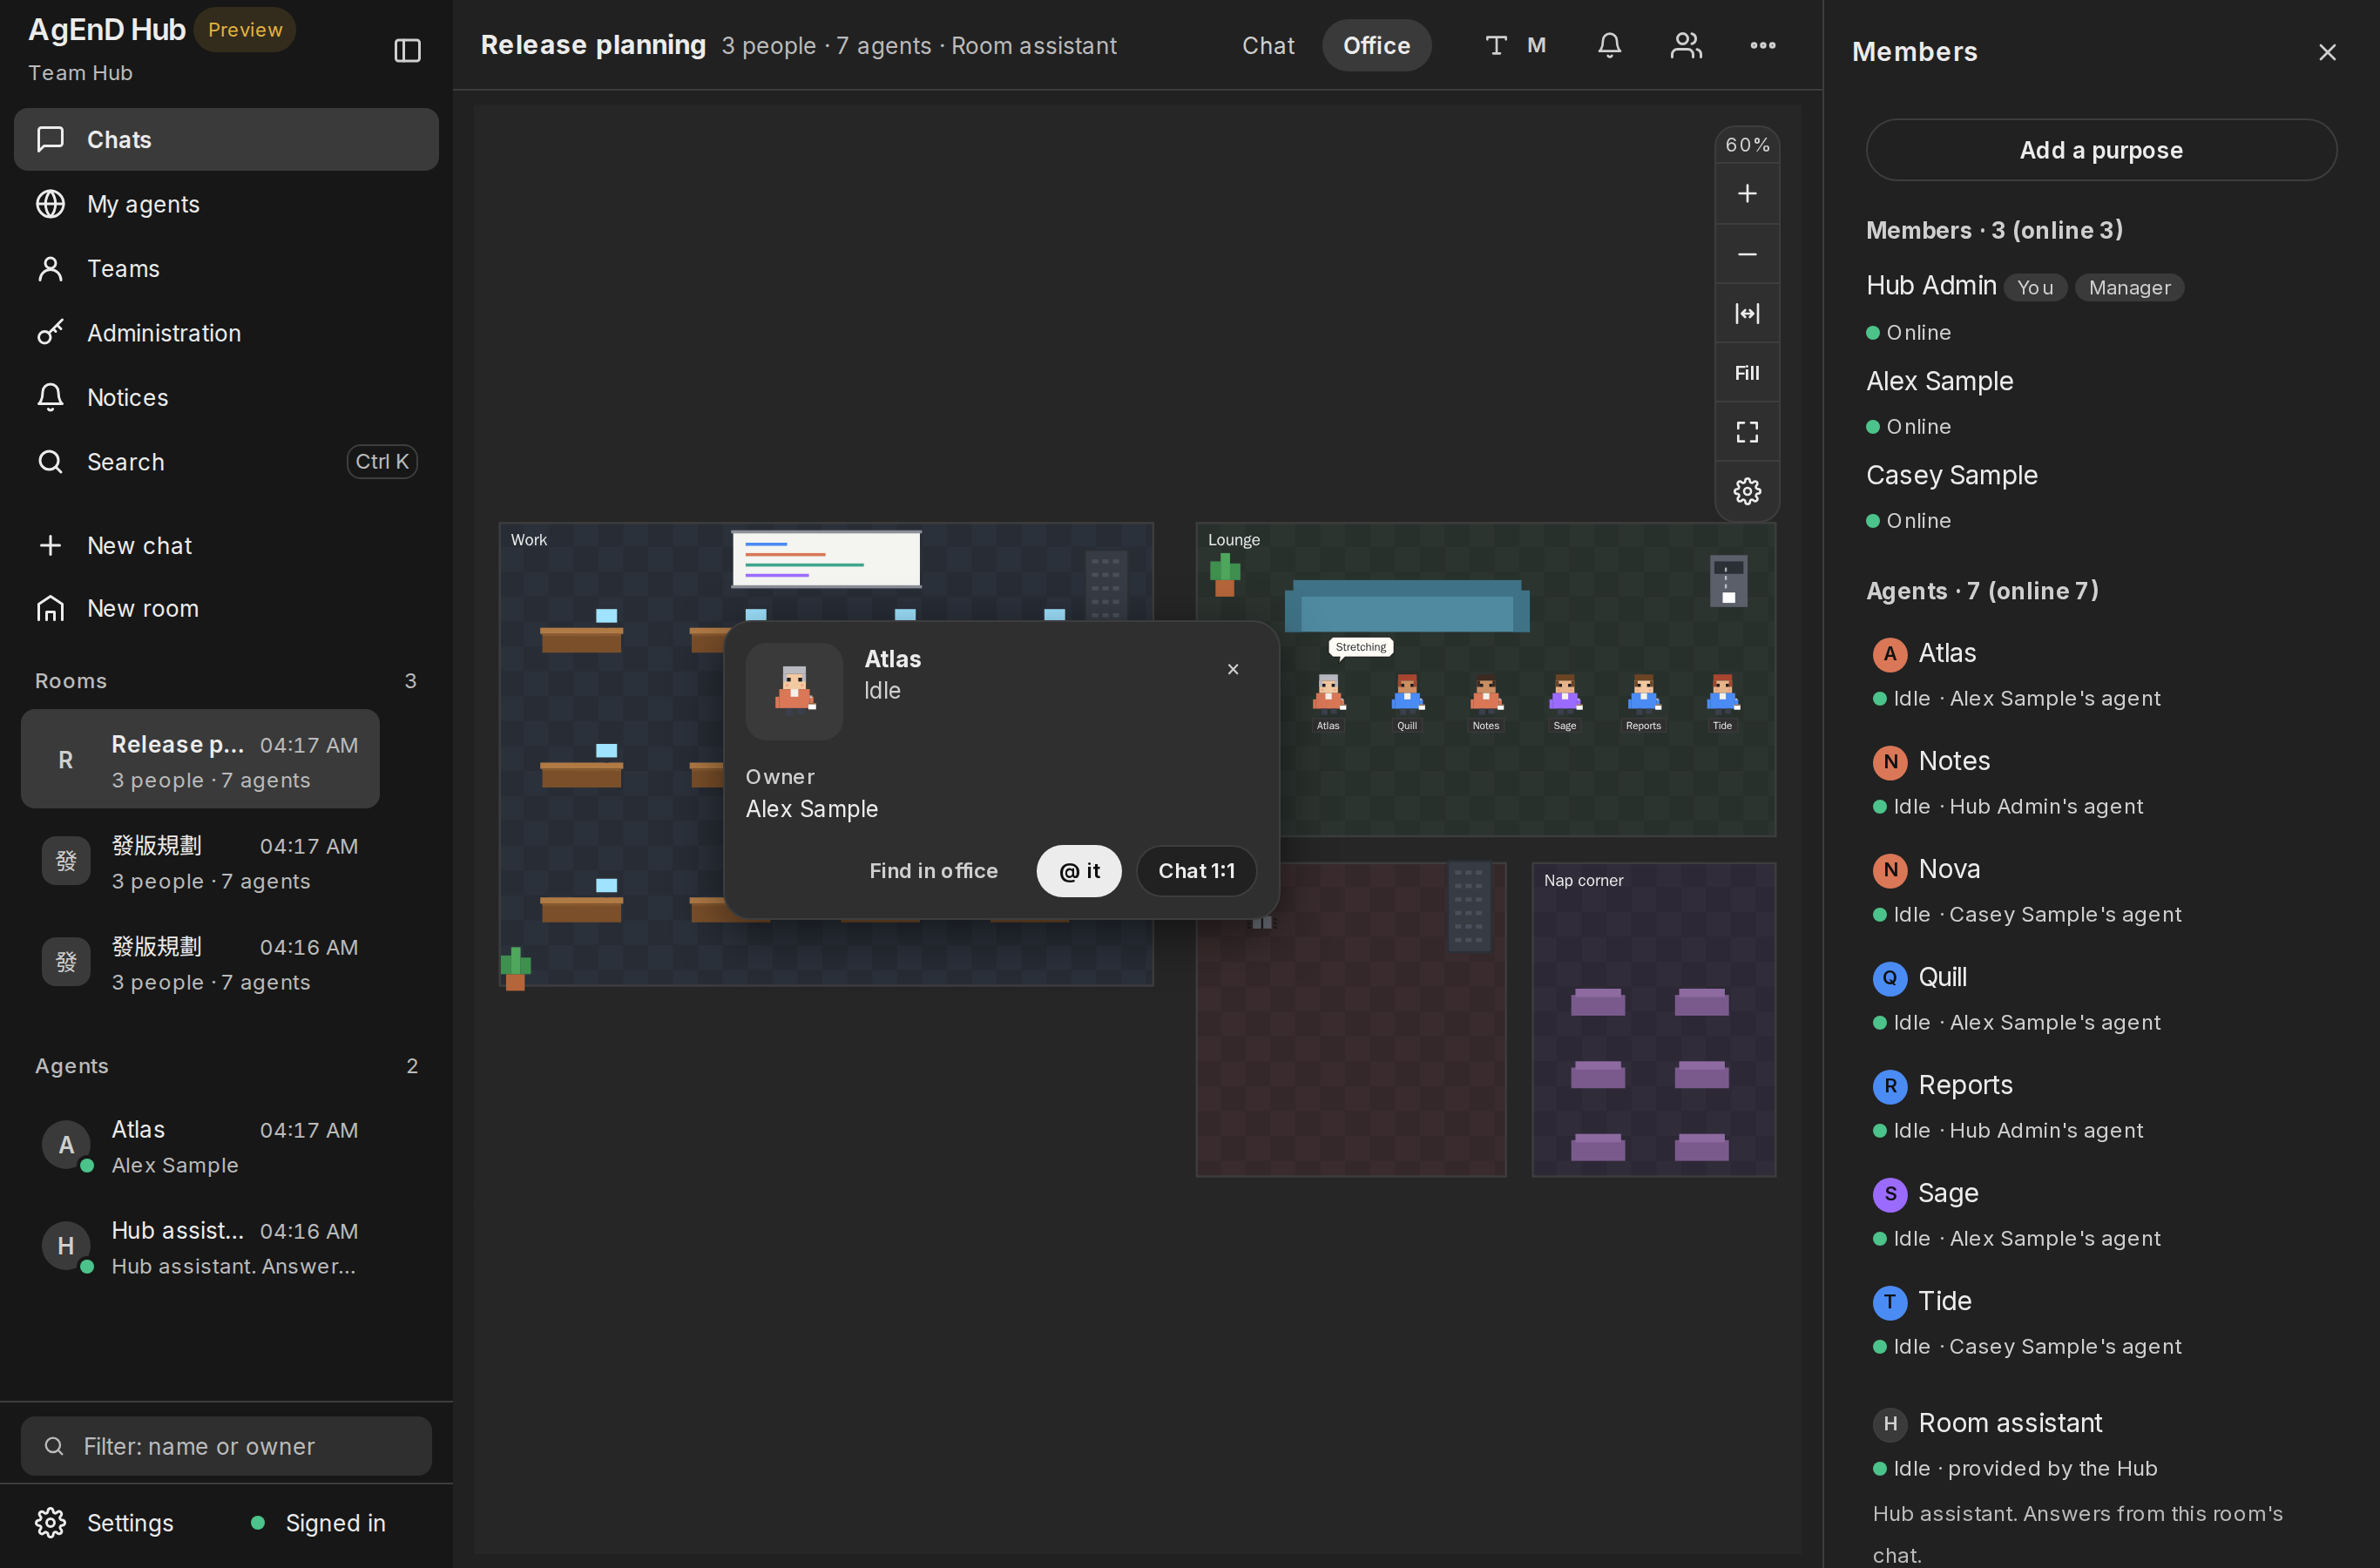 AgEnD Hub Preview
Team Hub
Chats
My agents
Teams
Administration
Notices
Search Ctrl K
New chat
New room
Rooms 3
R Release p... 04:17 AM
3 people · 7 agents
發 發版規劃 04:17 AM
3 people · 7 agents
發 發版規劃 04:16 AM
3 people · 7 agents
Agents 2
A Atlas 04:17 AM
Alex Sample
H Hub assist... 04:16 AM
Hub assistant. Answer...
Filter: name or owner
Settings Signed in
Release planning 3 people · 7 agents · Room assistant
Chat Office T M
60%
Fill
Work
Lounge
Stretching
Atlas Quill Notes Sage Reports Tide
Nap corner
Atlas
Idle
Owner
Alex Sample
Find in office @ it Chat 1:1
Members
Add a purpose
Members · 3 (online 3)
Hub Admin You Manager
Online
Alex Sample
Online
Casey Sample
Online
Agents · 7 (online 7)
A Atlas
Idle · Alex Sample's agent
N Notes
Idle · Hub Admin's agent
N Nova
Idle · Casey Sample's agent
Q Quill
Idle · Alex Sample's agent
R Reports
Idle · Hub Admin's agent
S Sage
Idle · Alex Sample's agent
T Tide
Idle · Casey Sample's agent
H Room assistant
Idle · provided by the Hub
Hub assistant. Answers from this room's
chat.